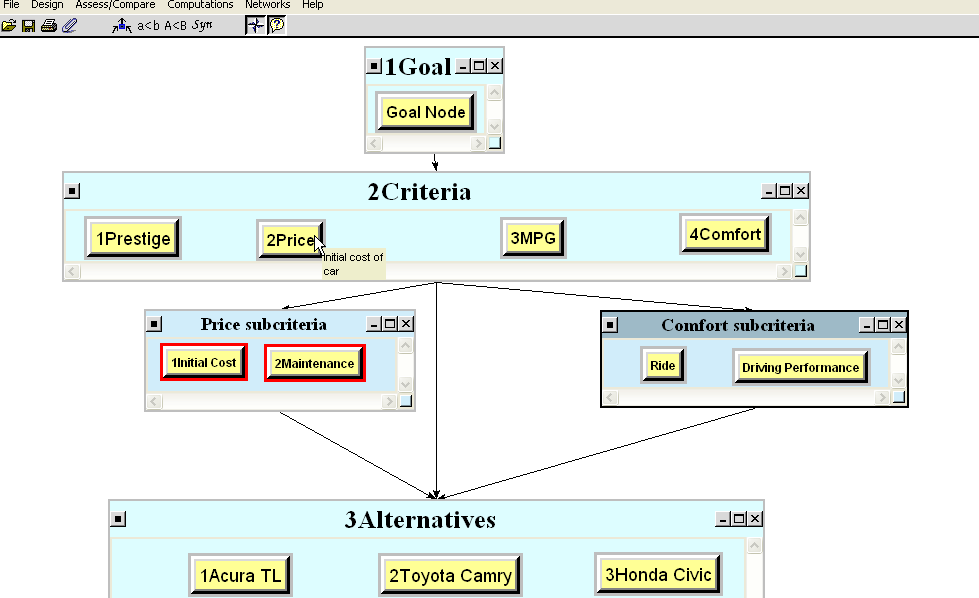 File Design Assess/Compare Computations Networks Help
a<b A<B Syn
1Goal
Goal Node
2Criteria
1Prestige 2Price 3MPG 4Comfort
Initial cost of
car
Price subcriteria Comfort subcriteria
1Initial Cost 2Maintenance Ride Driving Performance
3Alternatives
1Acura TL 2Toyota Camry 3Honda Civic